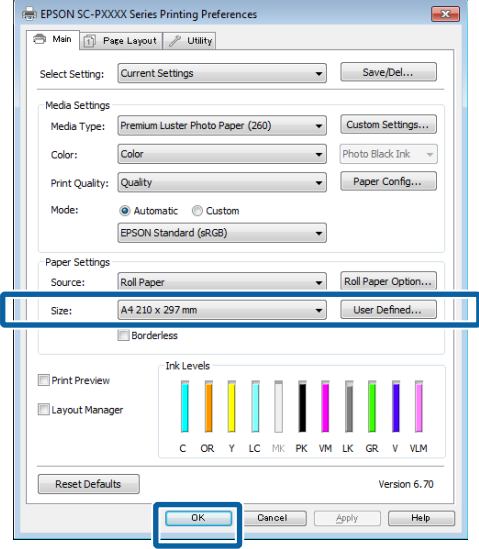 EPSON SC-PXXXX Series Printing Preferences
Main Page Layout Utility
Select Setting: Current Settings Save/Del...
Media Settings
Media Type: Premium Luster Photo Paper (260) Custom Settings...
Color: Color Photo Black Ink
Print Quality: Quality Paper Config...
Mode: Automatic Custom
EPSON Standard (sRGB)
Paper Settings
Source: Roll Paper Roll Paper Option...
Size: A4 210 x 297 mm User Defined...
Borderless
Ink Levels
Print Preview
Layout Manager
C OR Y LC MK PK VM LK GR V VLM
Reset Defaults Version 6.70
OK Cancel Apply Help